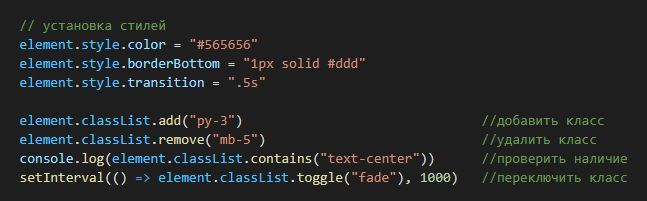 // установка стилей
element.style.color = "#565656"
element.style.borderBottom = "1px solid #ddd"
element.style.transition = ".5s"
element.classList.add("py-3") //добавить класс
element.classList.remove("mb-5") //удалить класс
console.log(element.classList.contains("text-center")) //проверить наличие
setInterval(() => element.classList.toggle("fade"), 1000) //переключить класс